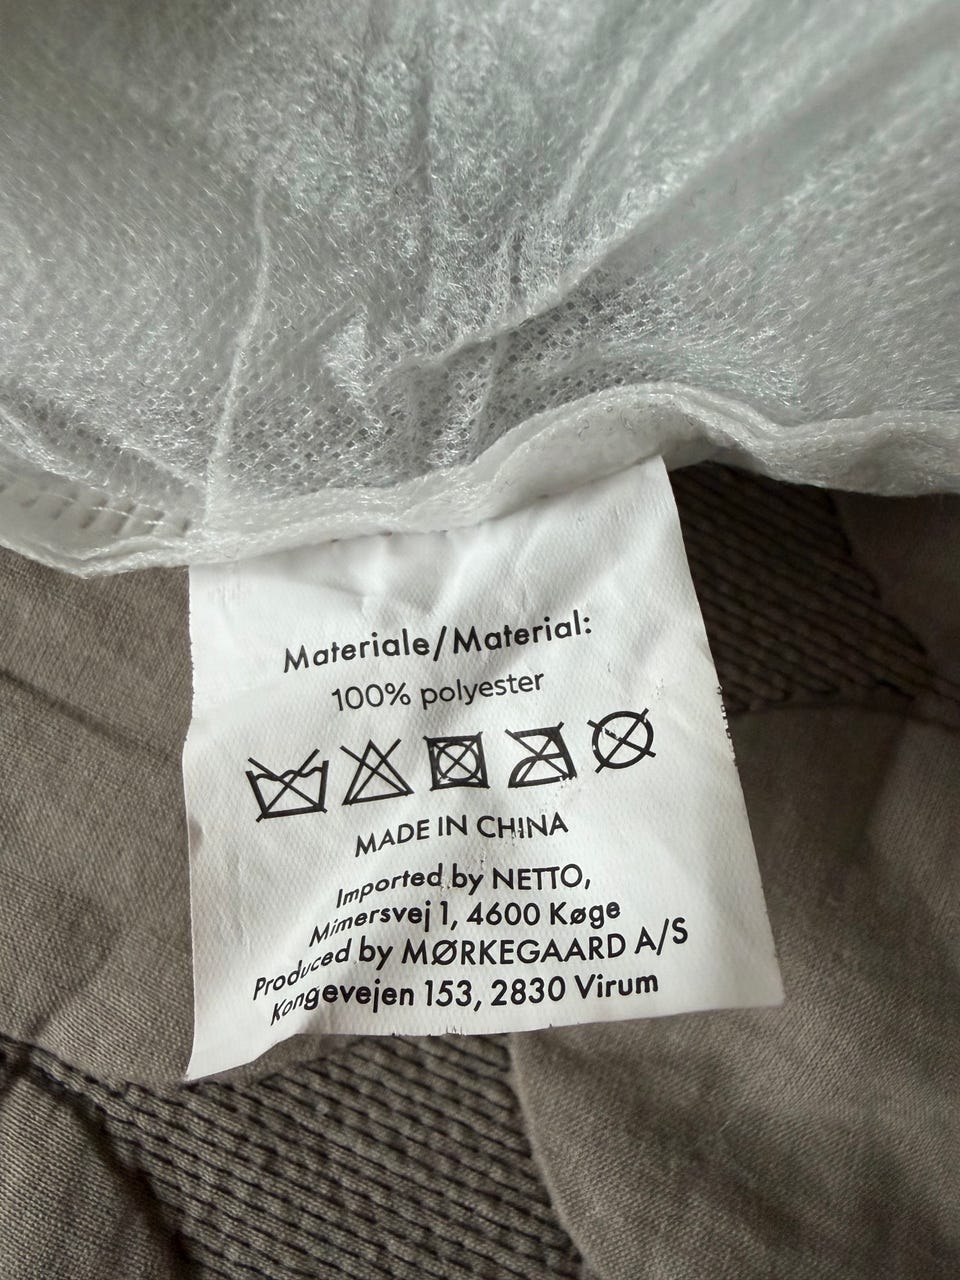 Materiale/Material:
100% polyester
MADE IN CHINA
Imported by NETTO,
Mimersvej 1, 4600 Køge
Produced by MØRKEGAARD A/S
Kongevejen 153, 2830 Virum